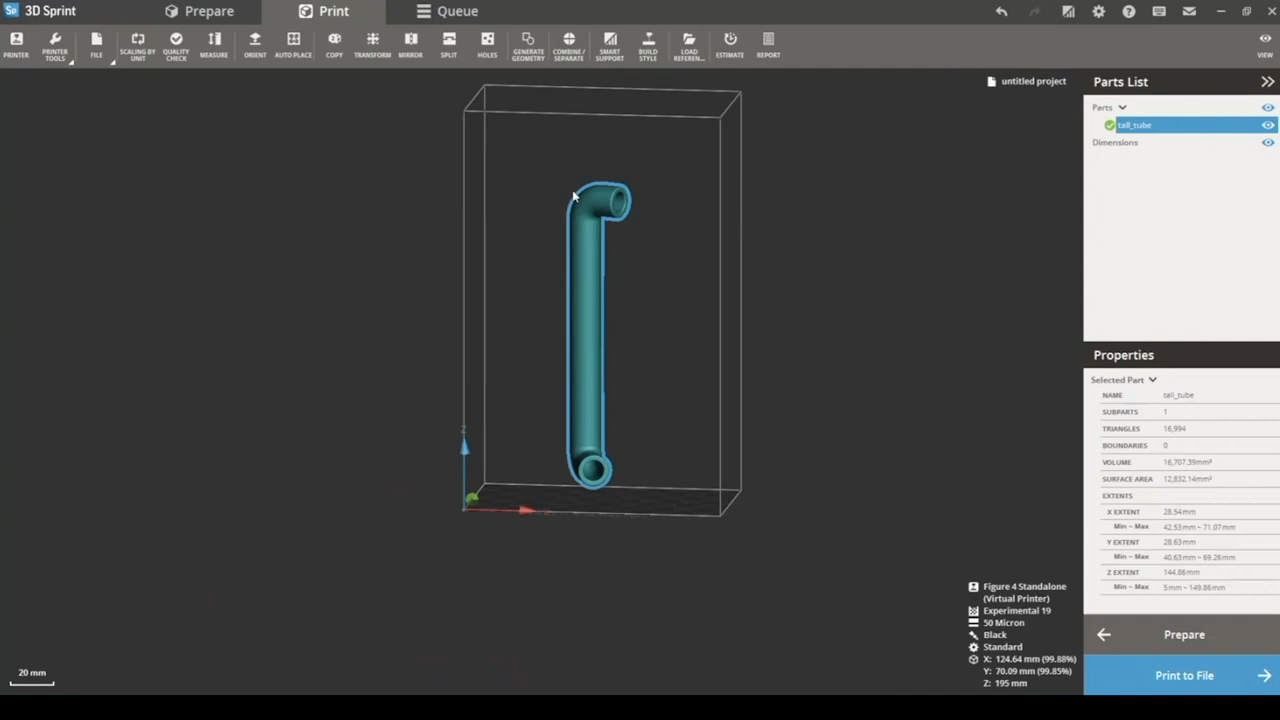 Sp 3D Sprint
Prepare
Print
Queue
PRINTER
PRINTER TOOLS
FILE
SCALING BY UNIT
QUALITY CHECK
MEASURE
ORIENT
AUTO PLACE
COPY
TRANSFORM
MIRROR
SPLIT
HOLES
GENERATE GEOMETRY
COMBINE / SEPARATE
SMART SUPPORT
BUILD STYLE
LOAD REFEREN...
ESTIMATE
REPORT
VIEW
untitled project
Parts List
Parts
tall_tube
Dimensions
Properties
Selected Part
NAME tall_tube
SUBPARTS 1
TRIANGLES 16,994
BOUNDARIES 0
VOLUME 16,707.39mm³
SURFACE AREA 12,832.14mm²
EXTENTS
X EXTENT 28.54mm
Min ~ Max 42.53mm ~ 71.07mm
Y EXTENT 28.63mm
Min ~ Max 40.63mm ~ 69.26mm
Z EXTENT 144.86mm
Min ~ Max 5mm ~ 149.86mm
Figure 4 Standalone
(Virtual Printer)
Experimental 19
50 Micron
Black
Standard
X: 124.64 mm (99.88%)
Y: 70.09 mm (99.85%)
Z: 195 mm
Prepare
Print to File
20 mm
Z
X